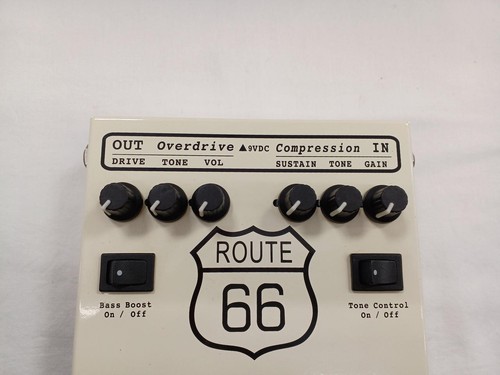 OUT Overdrive ▲9VDC Compression IN
DRIVE TONE VOL SUSTAIN TONE GAIN
ROUTE
66
Bass Boost
On / Off
Tone Control
On / Off